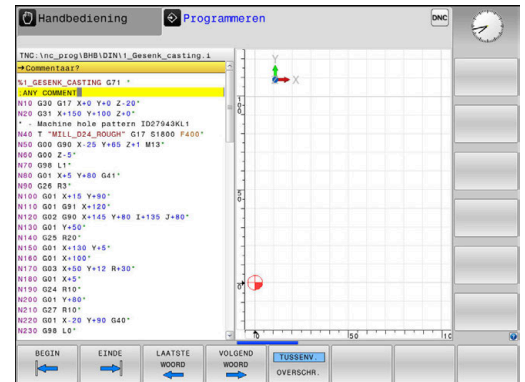 Handbediening
Programmeren
DNC
TNC:\nc_prog\BHB\DIN\1_Gesenk_casting.i
→Commentaar?
%1_GESENK_CASTING G71 *
;ANY COMMENT
N10 G30 G17 X+0 Y+0 Z-20*
N20 G31 X+150 Y+100 Z+0*
* - Machine hole pattern ID27943KL1
N40 T "MILL_D24_ROUGH" G17 S1800 F400*
N50 G00 G90 X-25 Y+65 Z+1 M13*
N60 G00 Z-5*
N70 G98 L1*
N80 G01 X+5 Y+80 G41*
N90 G26 R3*
N100 G01 X+15 Y+90*
N110 G01 G91 X+120*
N120 G02 G90 X+145 Y+80 I+135 J+80*
N130 G01 Y+50*
N140 G25 R20*
N150 G01 X+130 Y+5*
N160 G01 X+100*
N170 G03 X+50 Y+12 R+30*
N180 G01 X+5*
N190 G24 R10*
N200 G01 Y+80*
N210 G27 R10*
N220 G01 X-20 Y+90 G40*
N230 G98 L0*
Y
X
100
50
0
0
50
BEGIN
EINDE
LAATSTE WOORD
VOLGEND WOORD
TUSSENV.
OVERSCHR.